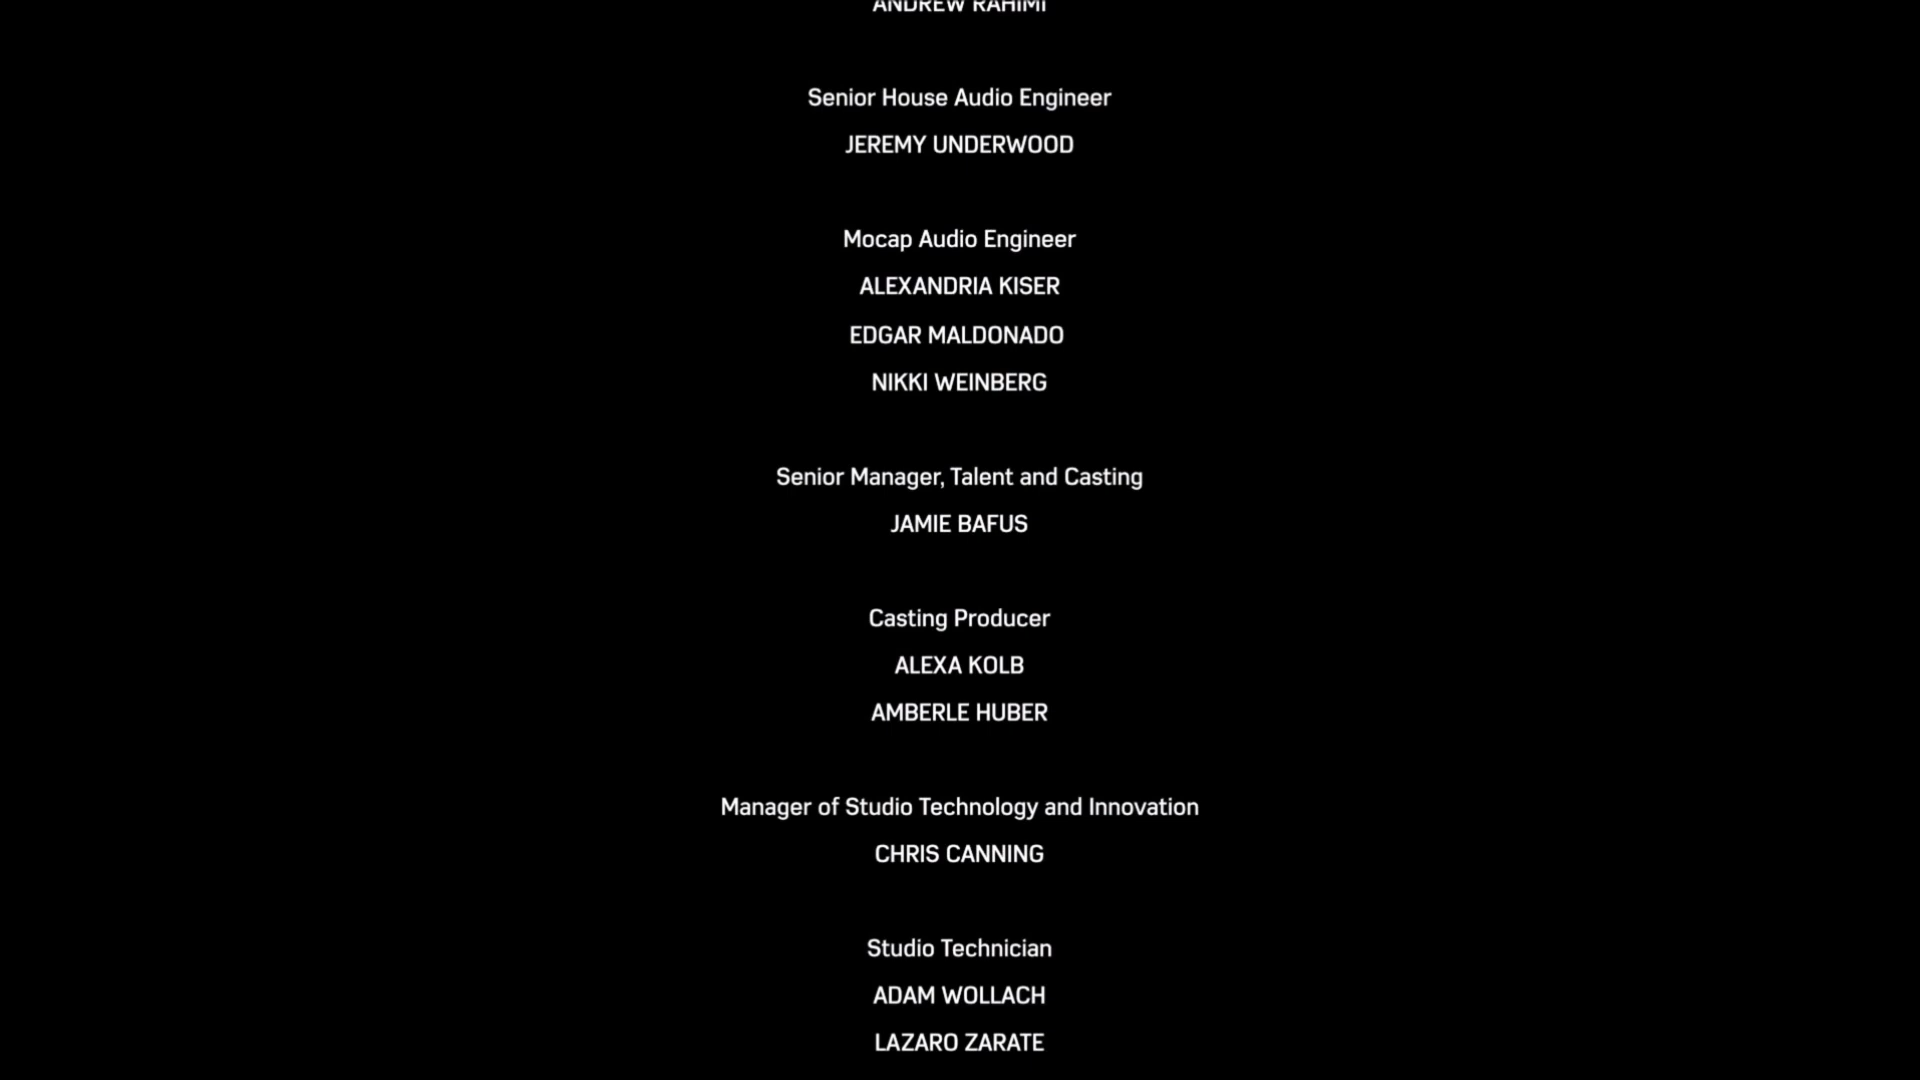 ANDREW RAHIMI
Senior House Audio Engineer
JEREMY UNDERWOOD
Mocap Audio Engineer
ALEXANDRIA KISER
EDGAR MALDONADO
NIKKI WEINBERG
Senior Manager, Talent and Casting
JAMIE BAFUS
Casting Producer
ALEXA KOLB
AMBERLE HUBER
Manager of Studio Technology and Innovation
CHRIS CANNING
Studio Technician
ADAM WOLLACH
LAZARO ZARATE